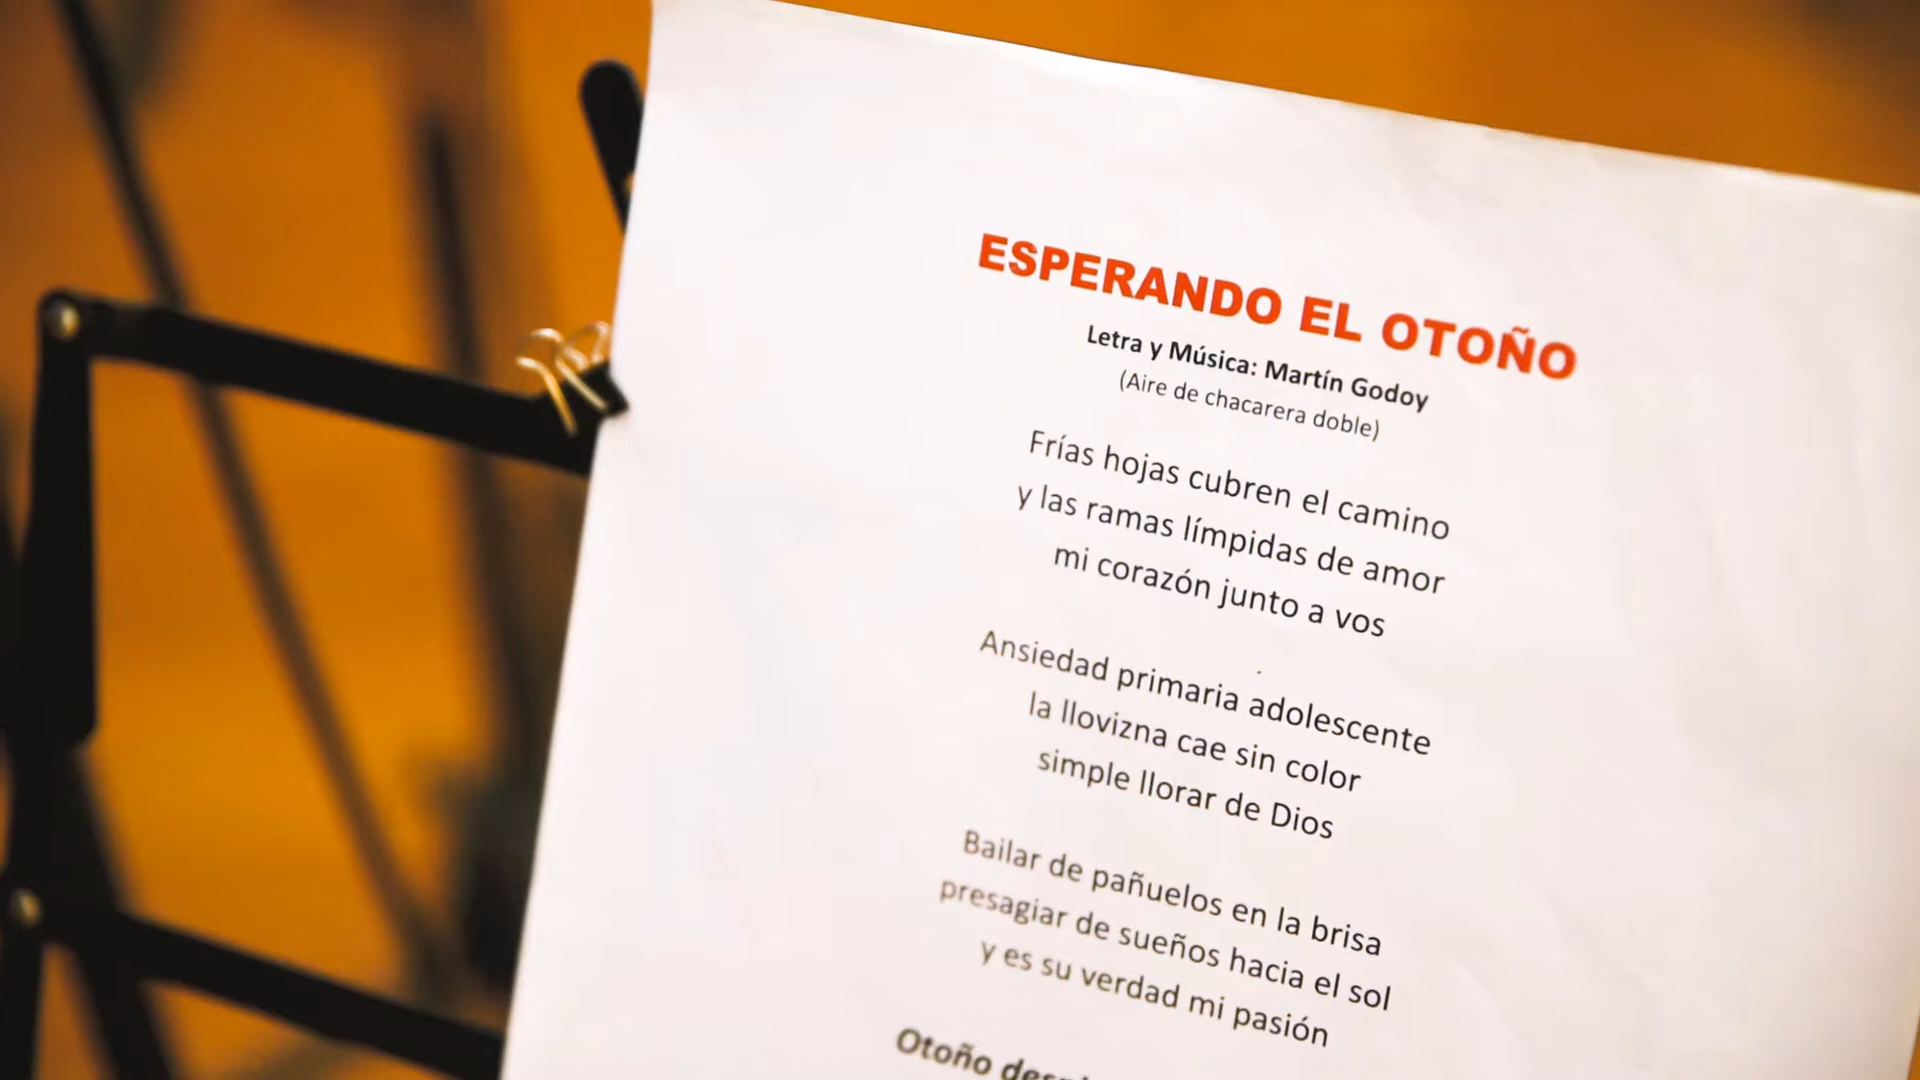 ESPERANDO EL OTOÑO
Letra y Música: Martín Godoy
(Aire de chacarera doble)
Frías hojas cubren el camino
y las ramas límpidas de amor
mi corazón junto a vos
Ansiedad primaria adolescente
la llovizna cae sin color
simple llorar de Dios
Bailar de pañuelos en la brisa
presagiar de sueños hacia el sol
y es su verdad mi pasión
Otoño